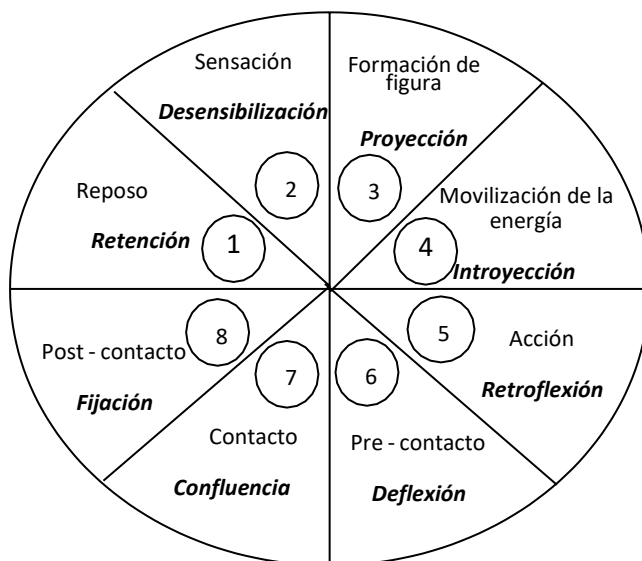 Reposo
Retención
1
Sensación
Desensibilización
2
Formación de
figura
Proyección
3
Movilización de la
energía
4
Introyección
5
Acción
Retroflexión
6
Pre - contacto
Deflexión
7
Contacto
Confluencia
8
Post - contacto
Fijación